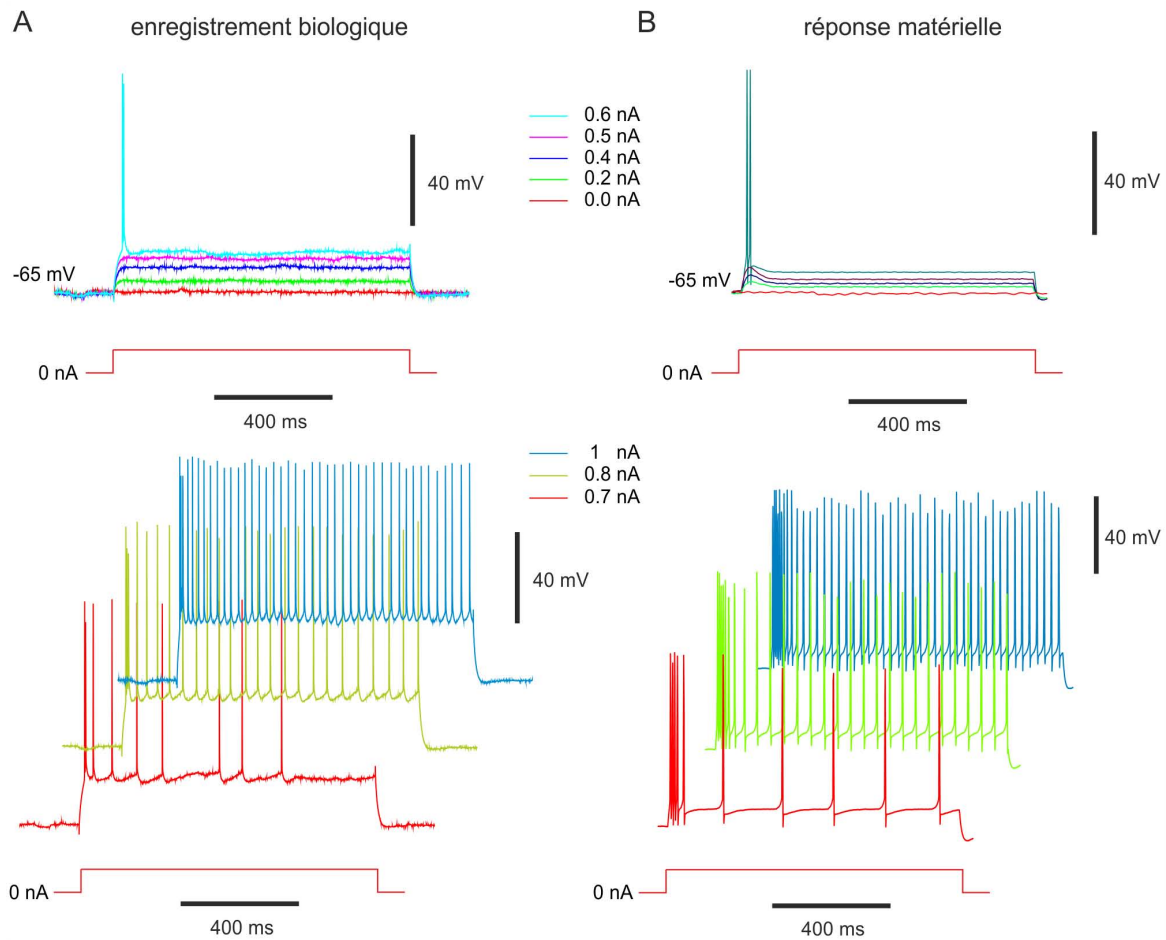 A
enregistrement biologique
B
réponse matérielle
0.6 nA
0.5 nA
0.4 nA
0.2 nA
0.0 nA
40 mV
40 mV
-65 mV
-65 mV
0 nA
0 nA
400 ms
400 ms
1 nA
0.8 nA
0.7 nA
40 mV
40 mV
0 nA
0 nA
400 ms
400 ms